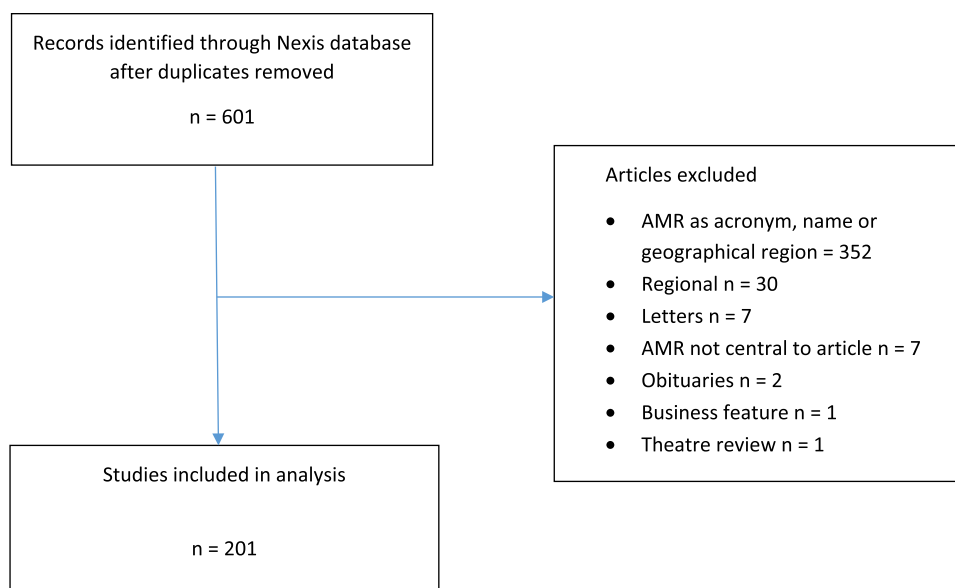 Records identified through Nexis database
after duplicates removed
n = 601
Articles excluded
• AMR as acronym, name or
geographical region = 352
• Regional n = 30
• Letters n = 7
• AMR not central to article n = 7
• Obituaries n = 2
• Business feature n = 1
• Theatre review n = 1
Studies included in analysis
n = 201